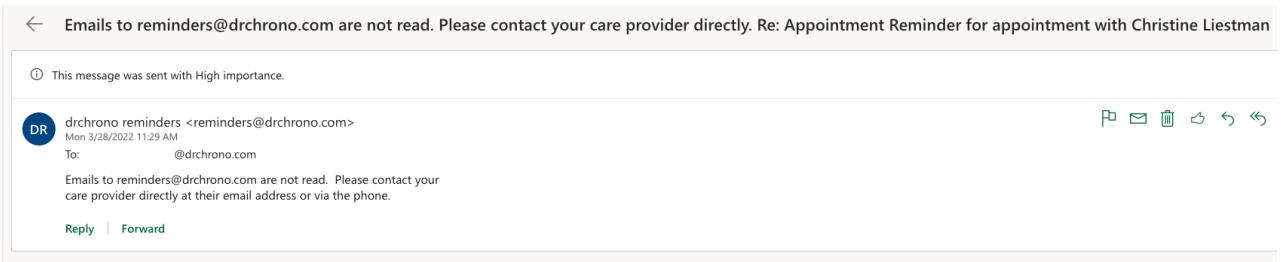 Emails to reminders@drchrono.com are not read. Please contact your care provider directly. Re: Appointment Reminder for appointment with Christine Liestman
This message was sent with High importance.
DR
drchrono reminders <reminders@drchrono.com>
Mon 3/28/2022 11:29 AM
To: @drchrono.com
Emails to reminders@drchrono.com are not read. Please contact your
care provider directly at their email address or via the phone.
Reply Forward